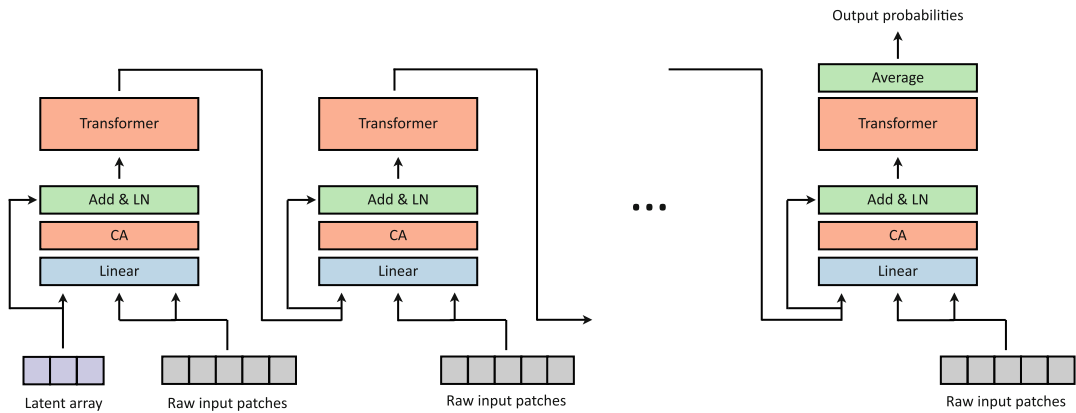 Output probabilities
Average
Transformer
Transformer
Transformer
Add & LN
Add & LN
Add & LN
CA
CA
CA
Linear
Linear
Linear
Latent array
Raw input patches
Raw input patches
Raw input patches